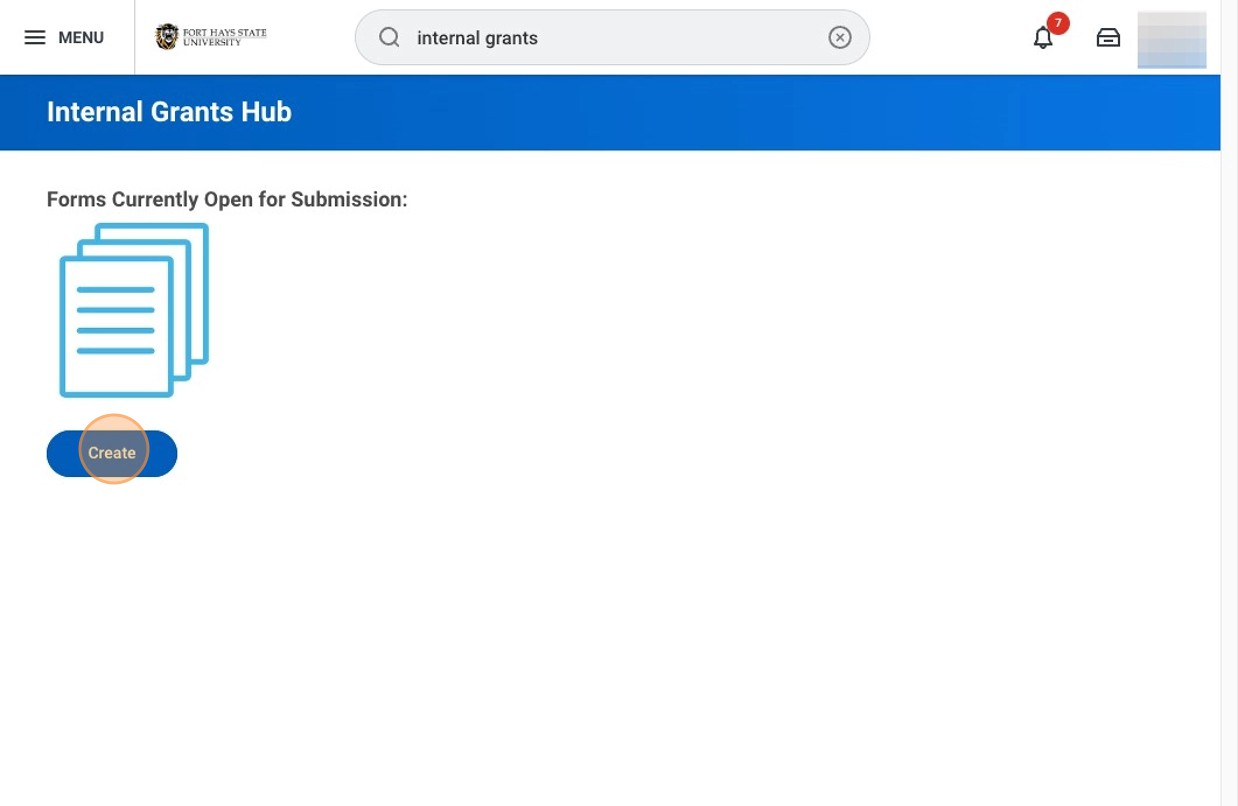 MENU
FORT HAYS STATE
UNIVERSITY
internal grants
7
Internal Grants Hub
Forms Currently Open for Submission:
Create